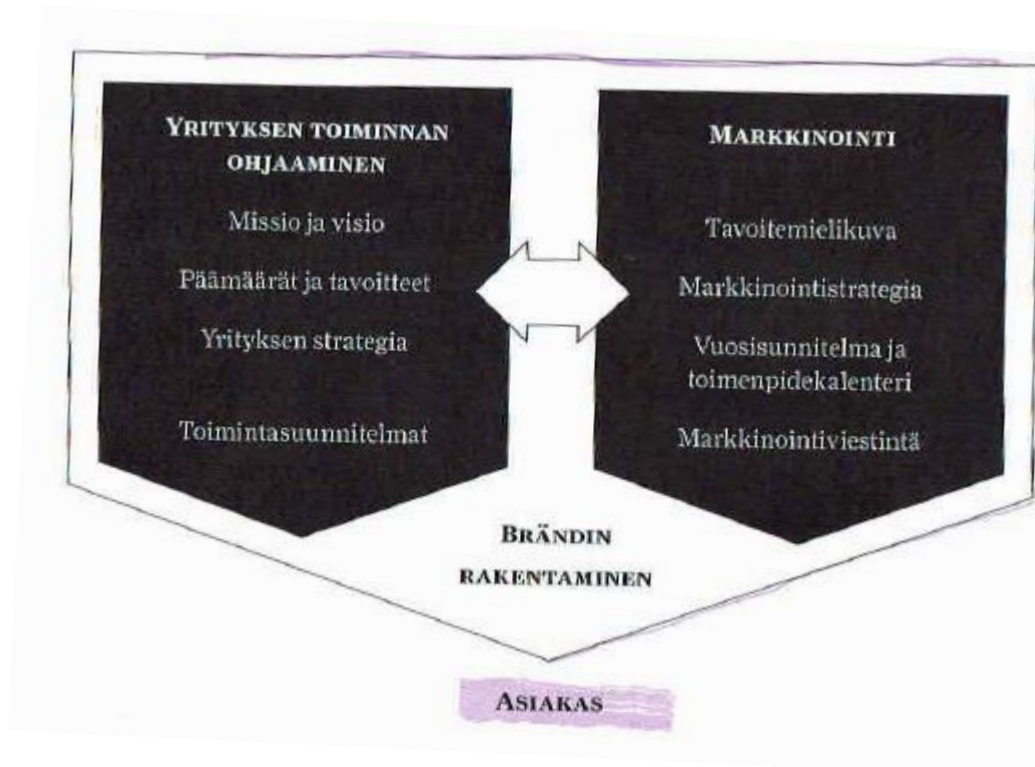 YRITYKSEN TOIMINNAN
OHJAAMINEN
Missio ja visio
Päämäärät ja tavoitteet
Yrityksen strategia
Toimintasuunnitelmat
MARKKINOINTI
Tavoitemielikuva
Markkinointistrategia
Vuosisunnitelma ja
toimenpidekalenteri
Markkinointiviestintä
BRÄNDIN
RAKENTAMINEN
ASIAKAS